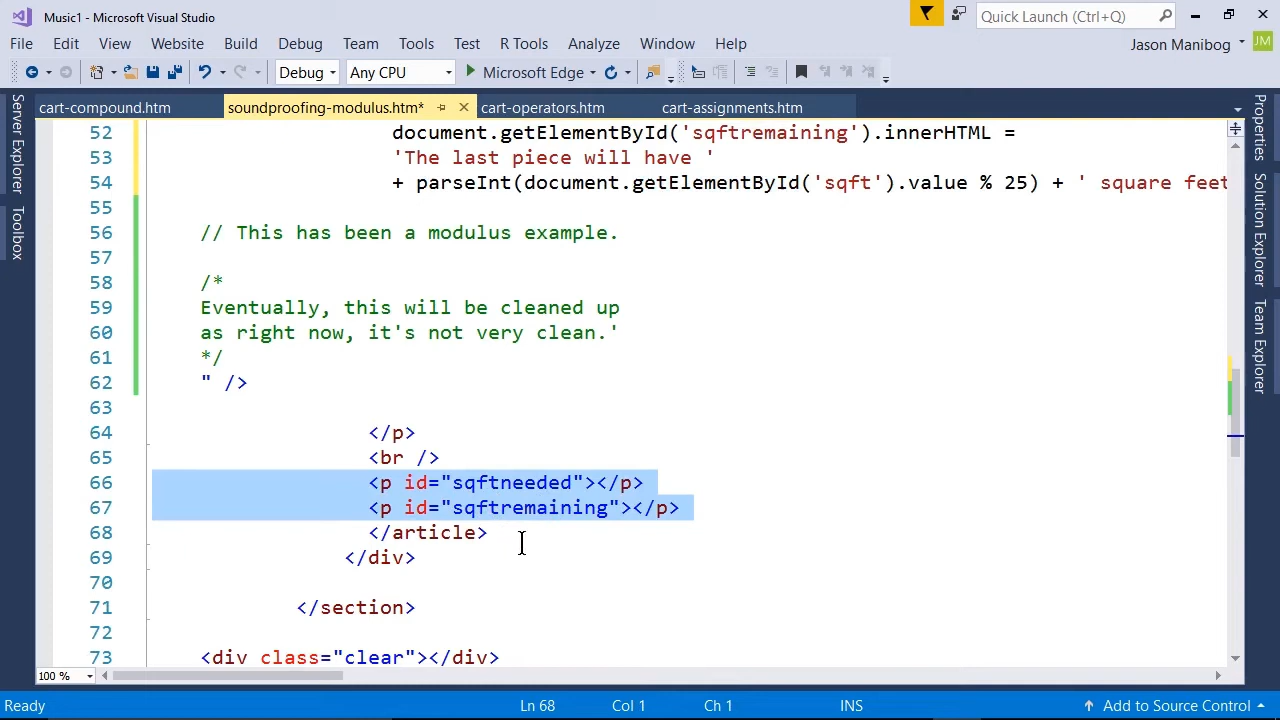 Music1 - Microsoft Visual Studio
Quick Launch (Ctrl+Q)
File Edit View Website Build Debug Team Tools Test R Tools Analyze Window Help
Jason Manibog JM
Debug Any CPU Microsoft Edge
cart-compound.htm soundproofing-modulus.htm* cart-operators.htm cart-assignments.htm
Server Explorer
Toolbox
Properties
Solution Explorer
Team Explorer
52 document.getElementById('sqftremaining').innerHTML =
53 'The last piece will have '
54 + parseInt(document.getElementById('sqft').value % 25) + ' square feet
55
56 // This has been a modulus example.
57
58 /*
59 Eventually, this will be cleaned up
60 as right now, it's not very clean.'
61 */
62 " />
63
64 </p>
65 <br />
66 <p id="sqftneeded"></p>
67 <p id="sqftremaining"></p>
68 </article>
69 </div>
70
71 </section>
72
73 <div class="clear"></div>
100 %
Ready Ln 68 Col 1 Ch 1 INS Add to Source Control